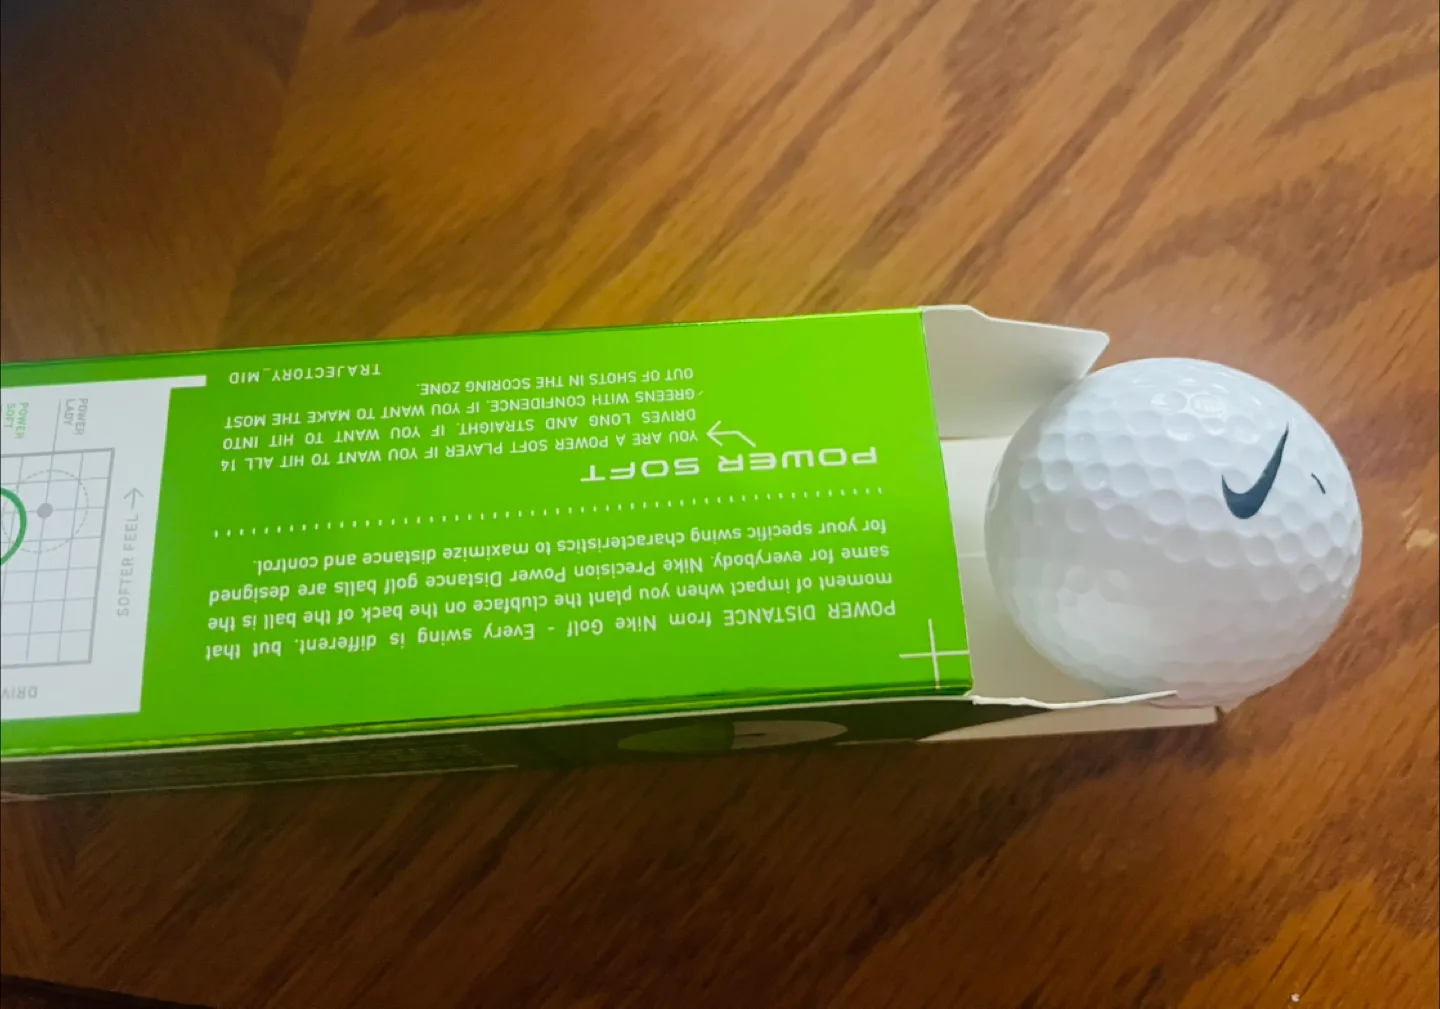 POWER DISTANCE from Nike Golf - Every swing is different, but that
moment of impact when you plant the clubface on the back of the ball is the
same for everybody. Nike Precision Power Distance golf balls are designed
for your specific swing characteristics to maximize distance and control.
POWER SOFT
YOU ARE A POWER SOFT PLAYER IF YOU WANT TO HIT ALL 14
DRIVES LONG AND STRAIGHT. IF YOU WANT TO HIT INTO
GREENS WITH CONFIDENCE. IF YOU WANT TO MAKE THE MOST
OUT OF SHOTS IN THE SCORING ZONE.
TRAJECTORY_MID
SOFTER FEEL
POWER
LADY
POWER
SOFT